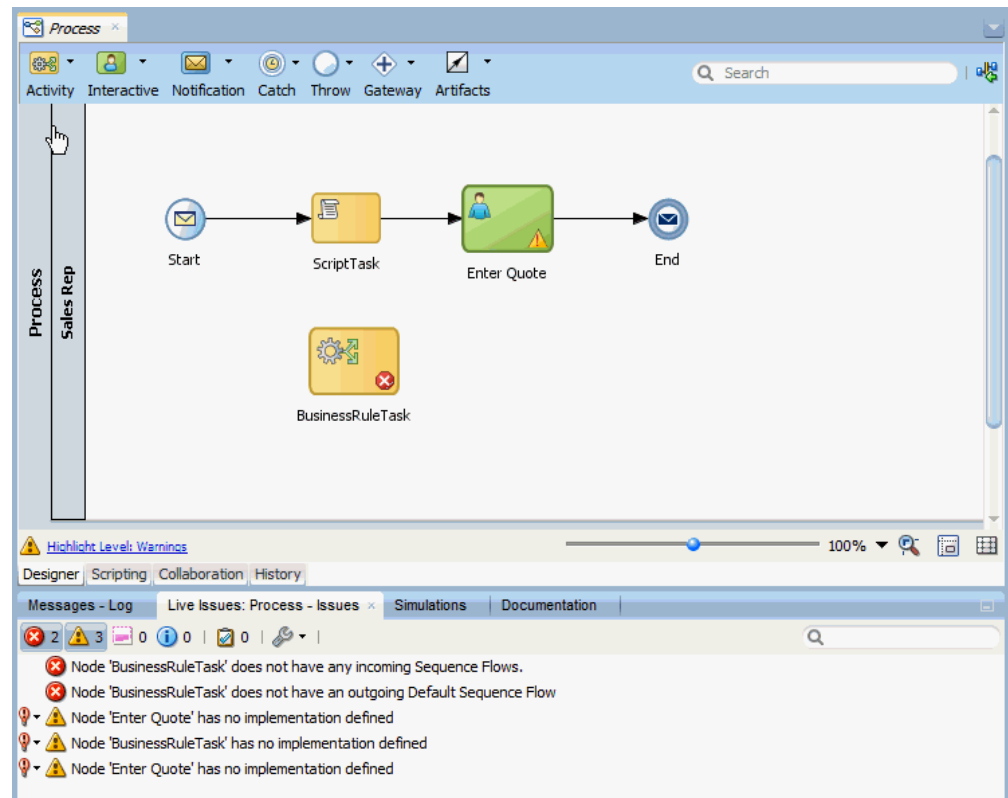 Process
Activity Interactive Notification Catch Throw Gateway Artifacts
Search
Process
Sales Rep
Start
ScriptTask
Enter Quote
End
BusinessRuleTask
Highlight Level: Warnings
100%
Designer Scripting Collaboration History
Messages - Log Live Issues: Process - Issues Simulations Documentation
2 3 0 0 0
Node 'BusinessRuleTask' does not have any incoming Sequence Flows.
Node 'BusinessRuleTask' does not have an outgoing Default Sequence Flow
Node 'Enter Quote' has no implementation defined
Node 'BusinessRuleTask' has no implementation defined
Node 'Enter Quote' has no implementation defined